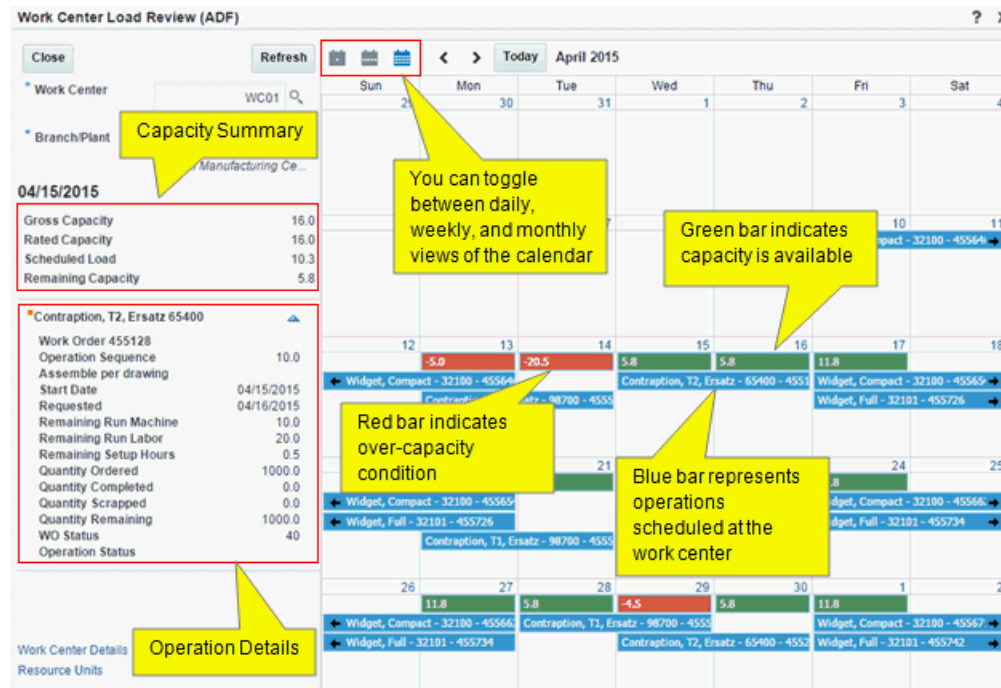 Work Center Load Review (ADF)
?
Close
Refresh
Today
April 2015
* Work Center
WC01
* Branch/Plant
Manufacturing Ce...
Capacity Summary
04/15/2015
Gross Capacity 16.0
Rated Capacity 16.0
Scheduled Load 10.3
Remaining Capacity 5.8
Contraption, T2, Ersatz 65400
Work Order 455128
Operation Sequence 10.0
Assemble per drawing
Start Date 04/15/2015
Requested 04/16/2015
Remaining Run Machine 10.0
Remaining Run Labor 20.0
Remaining Setup Hours 0.5
Quantity Ordered 1000.0
Quantity Completed 0.0
Quantity Scrapped 0.0
Quantity Remaining 1000.0
WO Status 40
Operation Status
Work Center Details
Resource Units
Operation Details
Sun Mon Tue Wed Thu Fri Sat
30 31 1 2 3 4
You can toggle
between daily,
weekly, and monthly
views of the calendar
Green bar indicates
capacity is available
7 10 11
12 13 14 15 16 17 18
-5.0 -20.5 5.8 5.8 11.8
Widget, Compact - 32100 - 4556 Contraption, T2, Ersatz - 65400 - 4551 Widget, Compact - 32100 - 45565
98700 - 4555 Widget, Full - 32101 - 455726
Red bar indicates
over-capacity
condition
Blue bar represents
operations
scheduled at the
work center
21 24 25
Widget, Compact - 32100 - 45565 Compact - 32100 - 45566
Widget, Full - 32101 - 455726 Full - 32101 - 455734
Contraption, T1, Ersatz - 98700 - 4555
26 27 28 29 30 1 2
11.8 5.8 -4.5 5.8 11.8
Widget, Compact - 32100 - 45566 Contraption, T1, Ersatz - 98700 - 4555 Widget, Compact - 32100 - 45567
Widget, Full - 32101 - 455734 Contraption, T2, Ersatz - 65400 - 4552 Widget, Full - 32101 - 455742